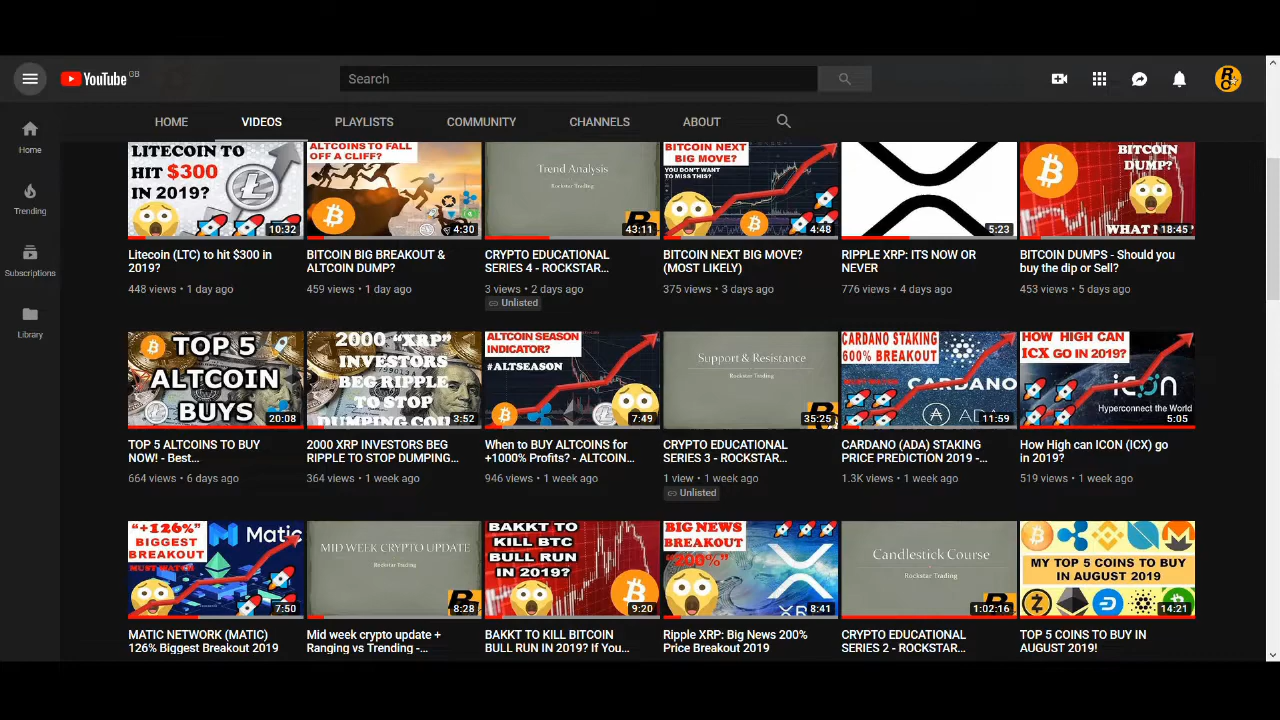 YouTube GB
Search
Home
Trending
Subscriptions
Library
HOME
VIDEOS
PLAYLISTS
COMMUNITY
CHANNELS
ABOUT
LITECOIN TO
HIT $300
IN 2019?
10:32
Litecoin (LTC) to hit $300 in
2019?
448 views • 1 day ago
ALTCOINS TO FALL
OFF A CLIFF?
4:30
BITCOIN BIG BREAKOUT &
ALTCOIN DUMP?
459 views • 1 day ago
Trend Analysis
Rockstar Trading
43:11
CRYPTO EDUCATIONAL
SERIES 4 - ROCKSTAR...
3 views • 2 days ago
Unlisted
BITCOIN NEXT
BIG MOVE?
YOU DON'T WANT
TO MISS THIS?
4:48
BITCOIN NEXT BIG MOVE?
(MOST LIKELY)
375 views • 3 days ago
5:23
RIPPLE XRP: ITS NOW OR
NEVER
776 views • 4 days ago
BITCOIN
DUMP?
WHAT
18:45
BITCOIN DUMPS - Should you
buy the dip or Sell?
453 views • 5 days ago
TOP 5
ALTCOIN
BUYS
20:08
TOP 5 ALTCOINS TO BUY
NOW! - Best...
664 views • 6 days ago
2000 "XRP"
INVESTORS
BEG RIPPLE
TO STOP
DUMPING COI
3:52
2000 XRP INVESTORS BEG
RIPPLE TO STOP DUMPING...
364 views • 1 week ago
ALTCOIN SEASON
INDICATOR?
#ALTSEASON
7:49
When to BUY ALTCOINS for
+1000% Profits? - ALTCOIN...
946 views • 1 week ago
Support & Resistance
Rockstar Trading
35:25
CRYPTO EDUCATIONAL
SERIES 3 - ROCKSTAR...
1 view • 1 week ago
Unlisted
CARDANO STAKING
600% BREAKOUT
CARDANO
ADA
11:59
CARDANO (ADA) STAKING
PRICE PREDICTION 2019 -...
1.3K views • 1 week ago
HOW HIGH CAN
ICX GO IN 2019?
icon
Hyperconnect the World
5:05
How High can ICON (ICX) go
in 2019?
519 views • 1 week ago
"+126%"
BIGGEST
BREAKOUT
MUST WATCH
Matic
7:50
MATIC NETWORK (MATIC)
126% Biggest Breakout 2019
MID WEEK CRYPTO UPDATE
Rockstar Trading
8:28
Mid week crypto update +
Ranging vs Trending -...
BAKKT TO
KILL BTC
BULL RUN
IN 2019?
9:20
BAKKT TO KILL BITCOIN
BULL RUN IN 2019? If You...
BIG NEWS
BREAKOUT
"200%"
XR
8:41
Ripple XRP: Big News 200%
Price Breakout 2019
Candlestick Course
Rockstar Trading
1:02:16
CRYPTO EDUCATIONAL
SERIES 2 - ROCKSTAR...
MY TOP 5 COINS TO BUY
IN AUGUST 2019
14:21
TOP 5 COINS TO BUY IN
AUGUST 2019!